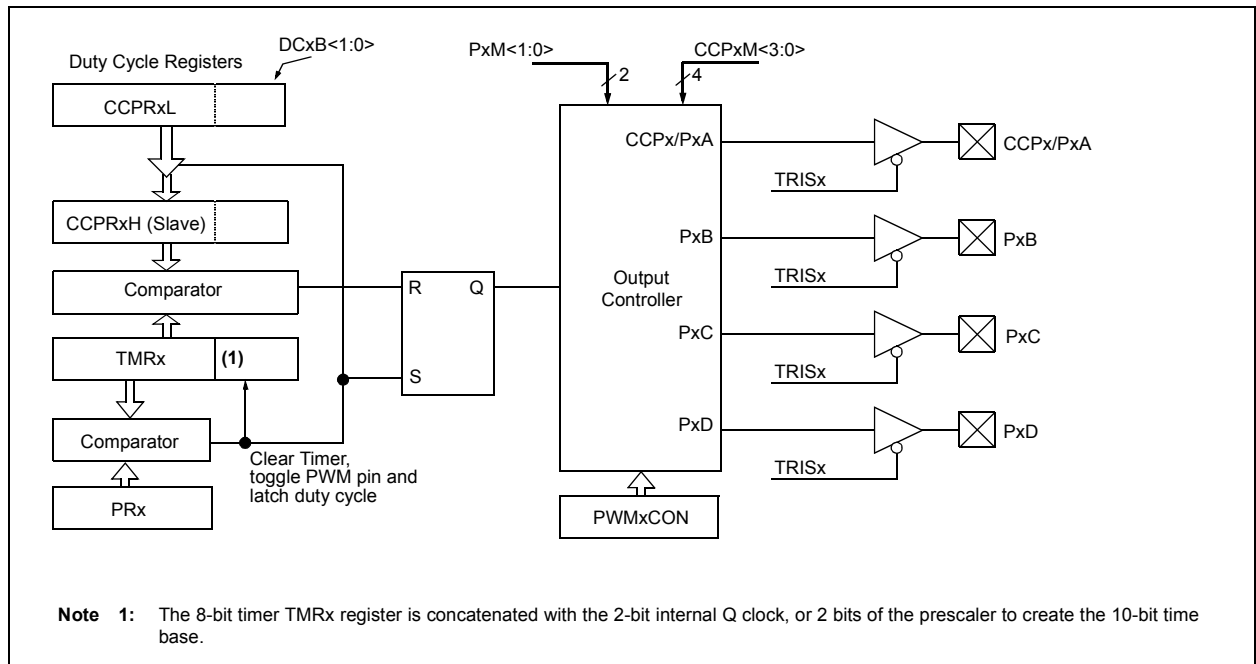 DCxB<1:0>
Duty Cycle Registers
CCPRxL
CCPRxH (Slave)
Comparator
TMRx
(1)
Comparator
PRx
Clear Timer,
toggle PWM pin and
latch duty cycle
R
Q
S
PxM<1:0>
2
CCPxM<3:0>
4
Output
Controller
CCPx/PxA
PxB
PxC
PxD
PWMxCON
TRISx
CCPx/PxA
TRISx
PxB
TRISx
PxC
TRISx
PxD
Note 1: The 8-bit timer TMRx register is concatenated with the 2-bit internal Q clock, or 2 bits of the prescaler to create the 10-bit time
base.